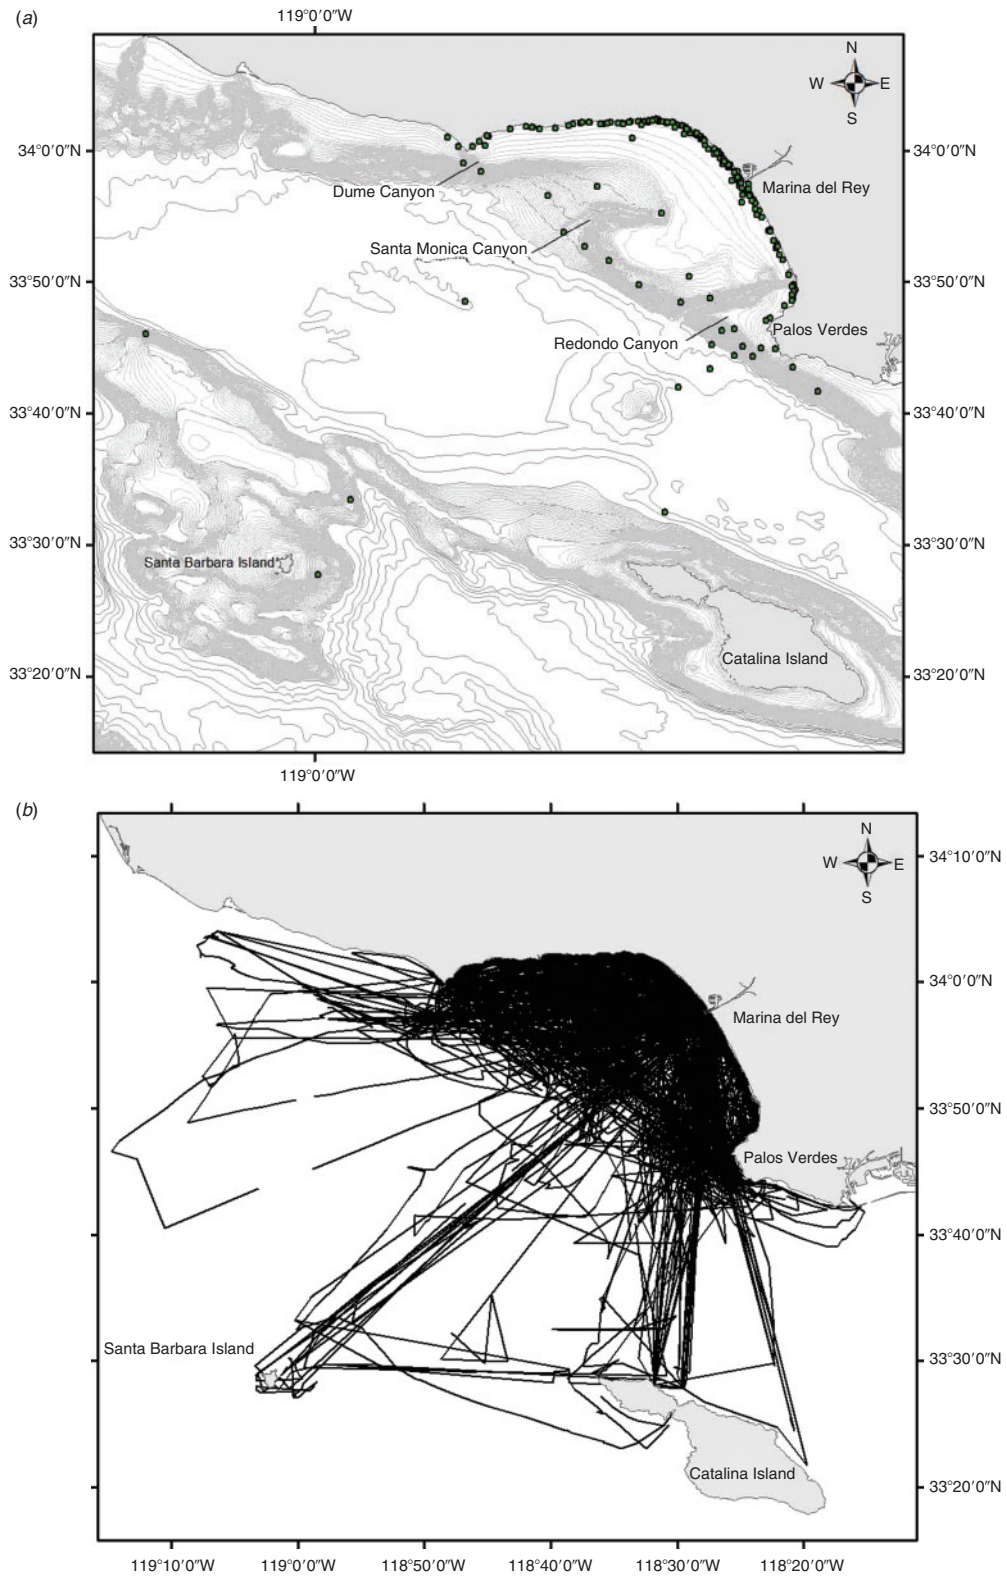 (a)
119°0′0″W
N
W E
S
34°0′0″N 34°0′0″N
Dume Canyon
Marina del Rey
Santa Monica Canyon
33°50′0″N 33°50′0″N
Redondo Canyon
Palos Verdes
33°40′0″N 33°40′0″N
33°30′0″N 33°30′0″N
Santa Barbara Island
Catalina Island
33°20′0″N 33°20′0″N
119°0′0″W
(b)
N
W E
S
34°10′0″N
34°0′0″N
Marina del Rey
33°50′0″N
Palos Verdes
33°40′0″N
Santa Barbara Island
33°30′0″N
Catalina Island
33°20′0″N
119°10′0″W 119°0′0″W 118°50′0″W 118°40′0″W 118°30′0″W 118°20′0″W